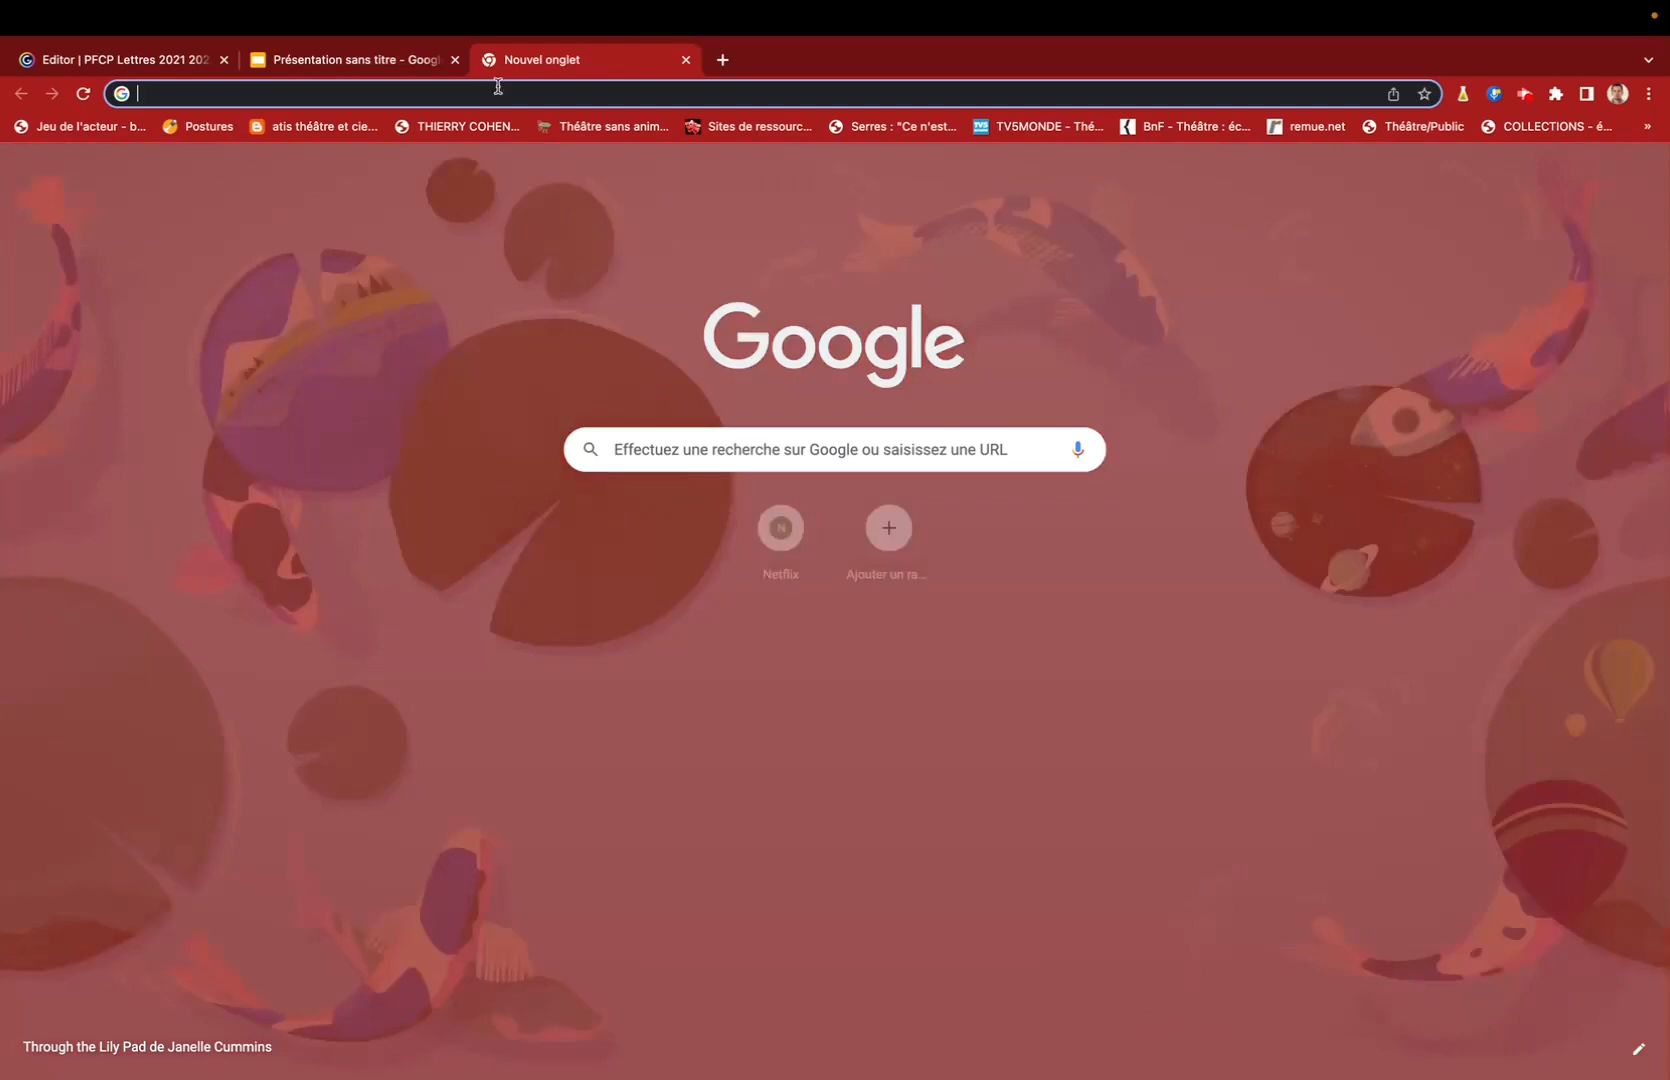 Editor | PFCP Lettres 2021 202
Présentation sans titre - Googl
Nouvel onglet
Jeu de l'acteur - b...
Postures
atis théâtre et cie...
THIERRY COHEN...
Théâtre sans anim...
Sites de ressourc...
Serres : "Ce n'est...
TV5MONDE - Thé...
BnF - Théâtre : éc...
remue.net
Théâtre/Public
COLLECTIONS - é...
»
Google
Effectuez une recherche sur Google ou saisissez une URL
N
Netflix
Ajouter un ra...
Through the Lily Pad de Janelle Cummins